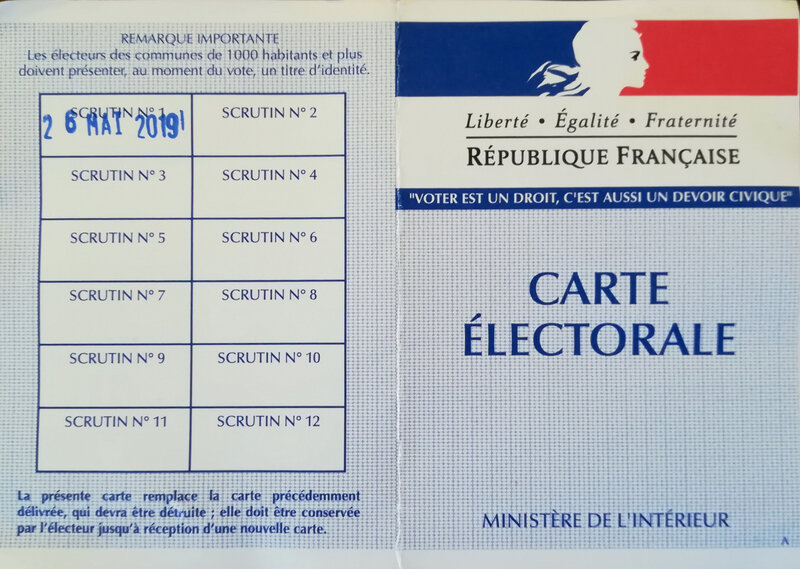 REMARQUE IMPORTANTE
Les électeurs des communes de 1000 habitants et plus
doivent présenter, au moment du vote, un titre d'identité.
SCRUTIN N° 1
26 MAI 2019
SCRUTIN N° 2
SCRUTIN N° 3
SCRUTIN N° 4
SCRUTIN N° 5
SCRUTIN N° 6
SCRUTIN N° 7
SCRUTIN N° 8
SCRUTIN N° 9
SCRUTIN N° 10
SCRUTIN N° 11
SCRUTIN N° 12
La présente carte remplace la carte précédemment
délivrée, qui devra être détruite ; elle doit être conservée
par l'électeur jusqu'à réception d'une nouvelle carte.
Liberté • Égalité • Fraternité
RÉPUBLIQUE FRANÇAISE
"VOTER EST UN DROIT, C'EST AUSSI UN DEVOIR CIVIQUE"
CARTE
ÉLECTORALE
MINISTÈRE DE L'INTÉRIEUR
A